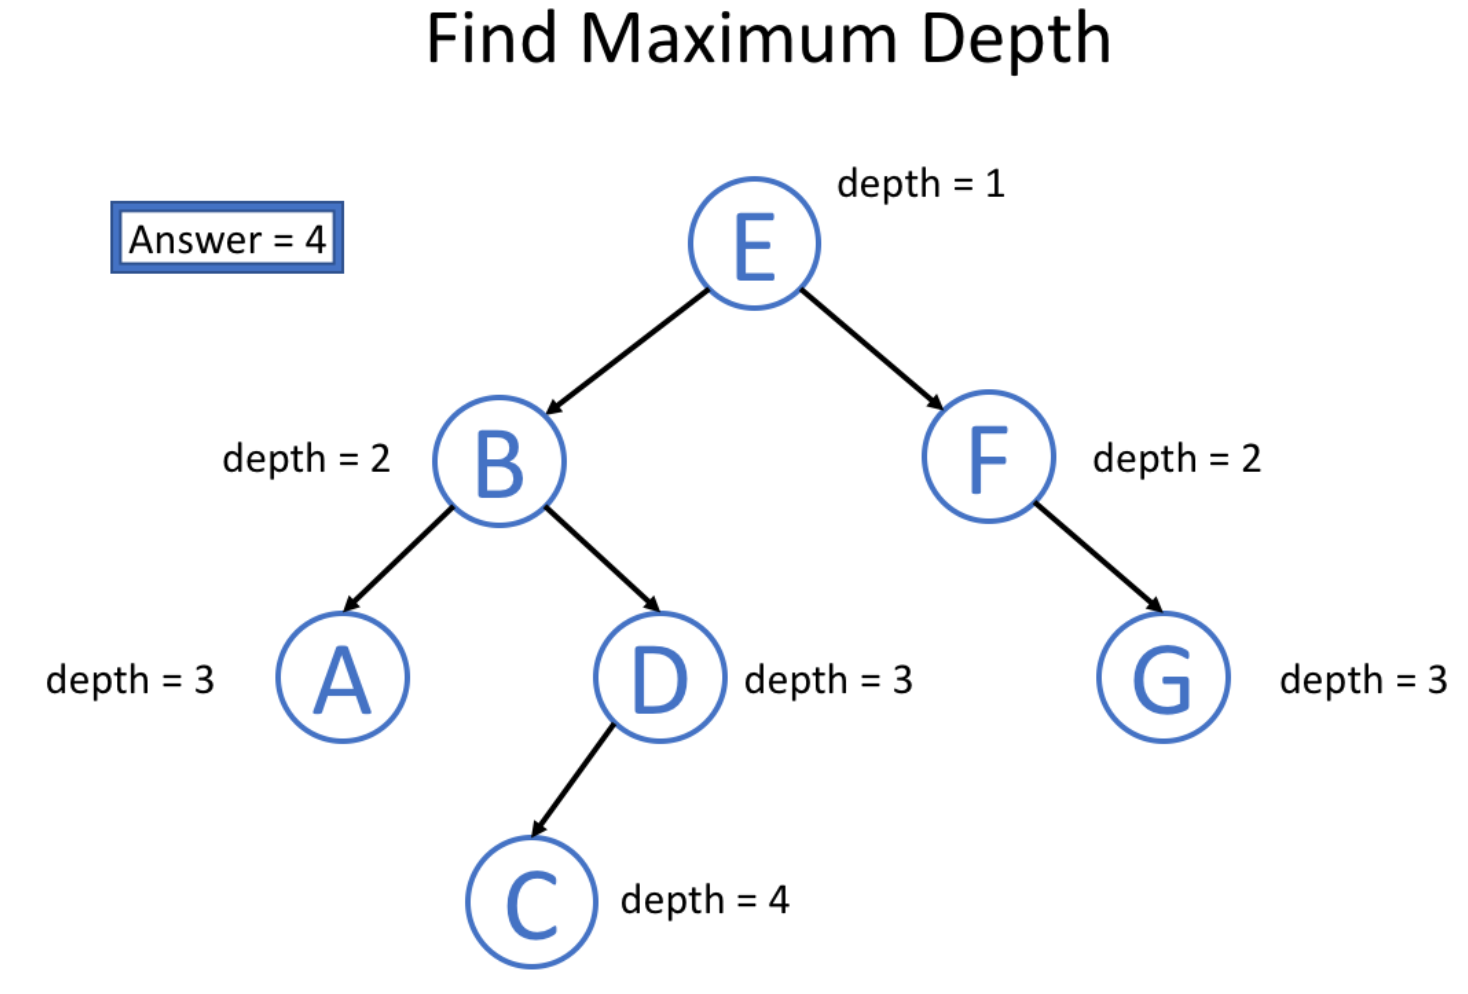 Find Maximum Depth
depth = 1
Answer = 4
E
depth = 2
B
F
depth = 2
depth = 3
A
D
depth = 3
G
depth = 3
C
depth = 4